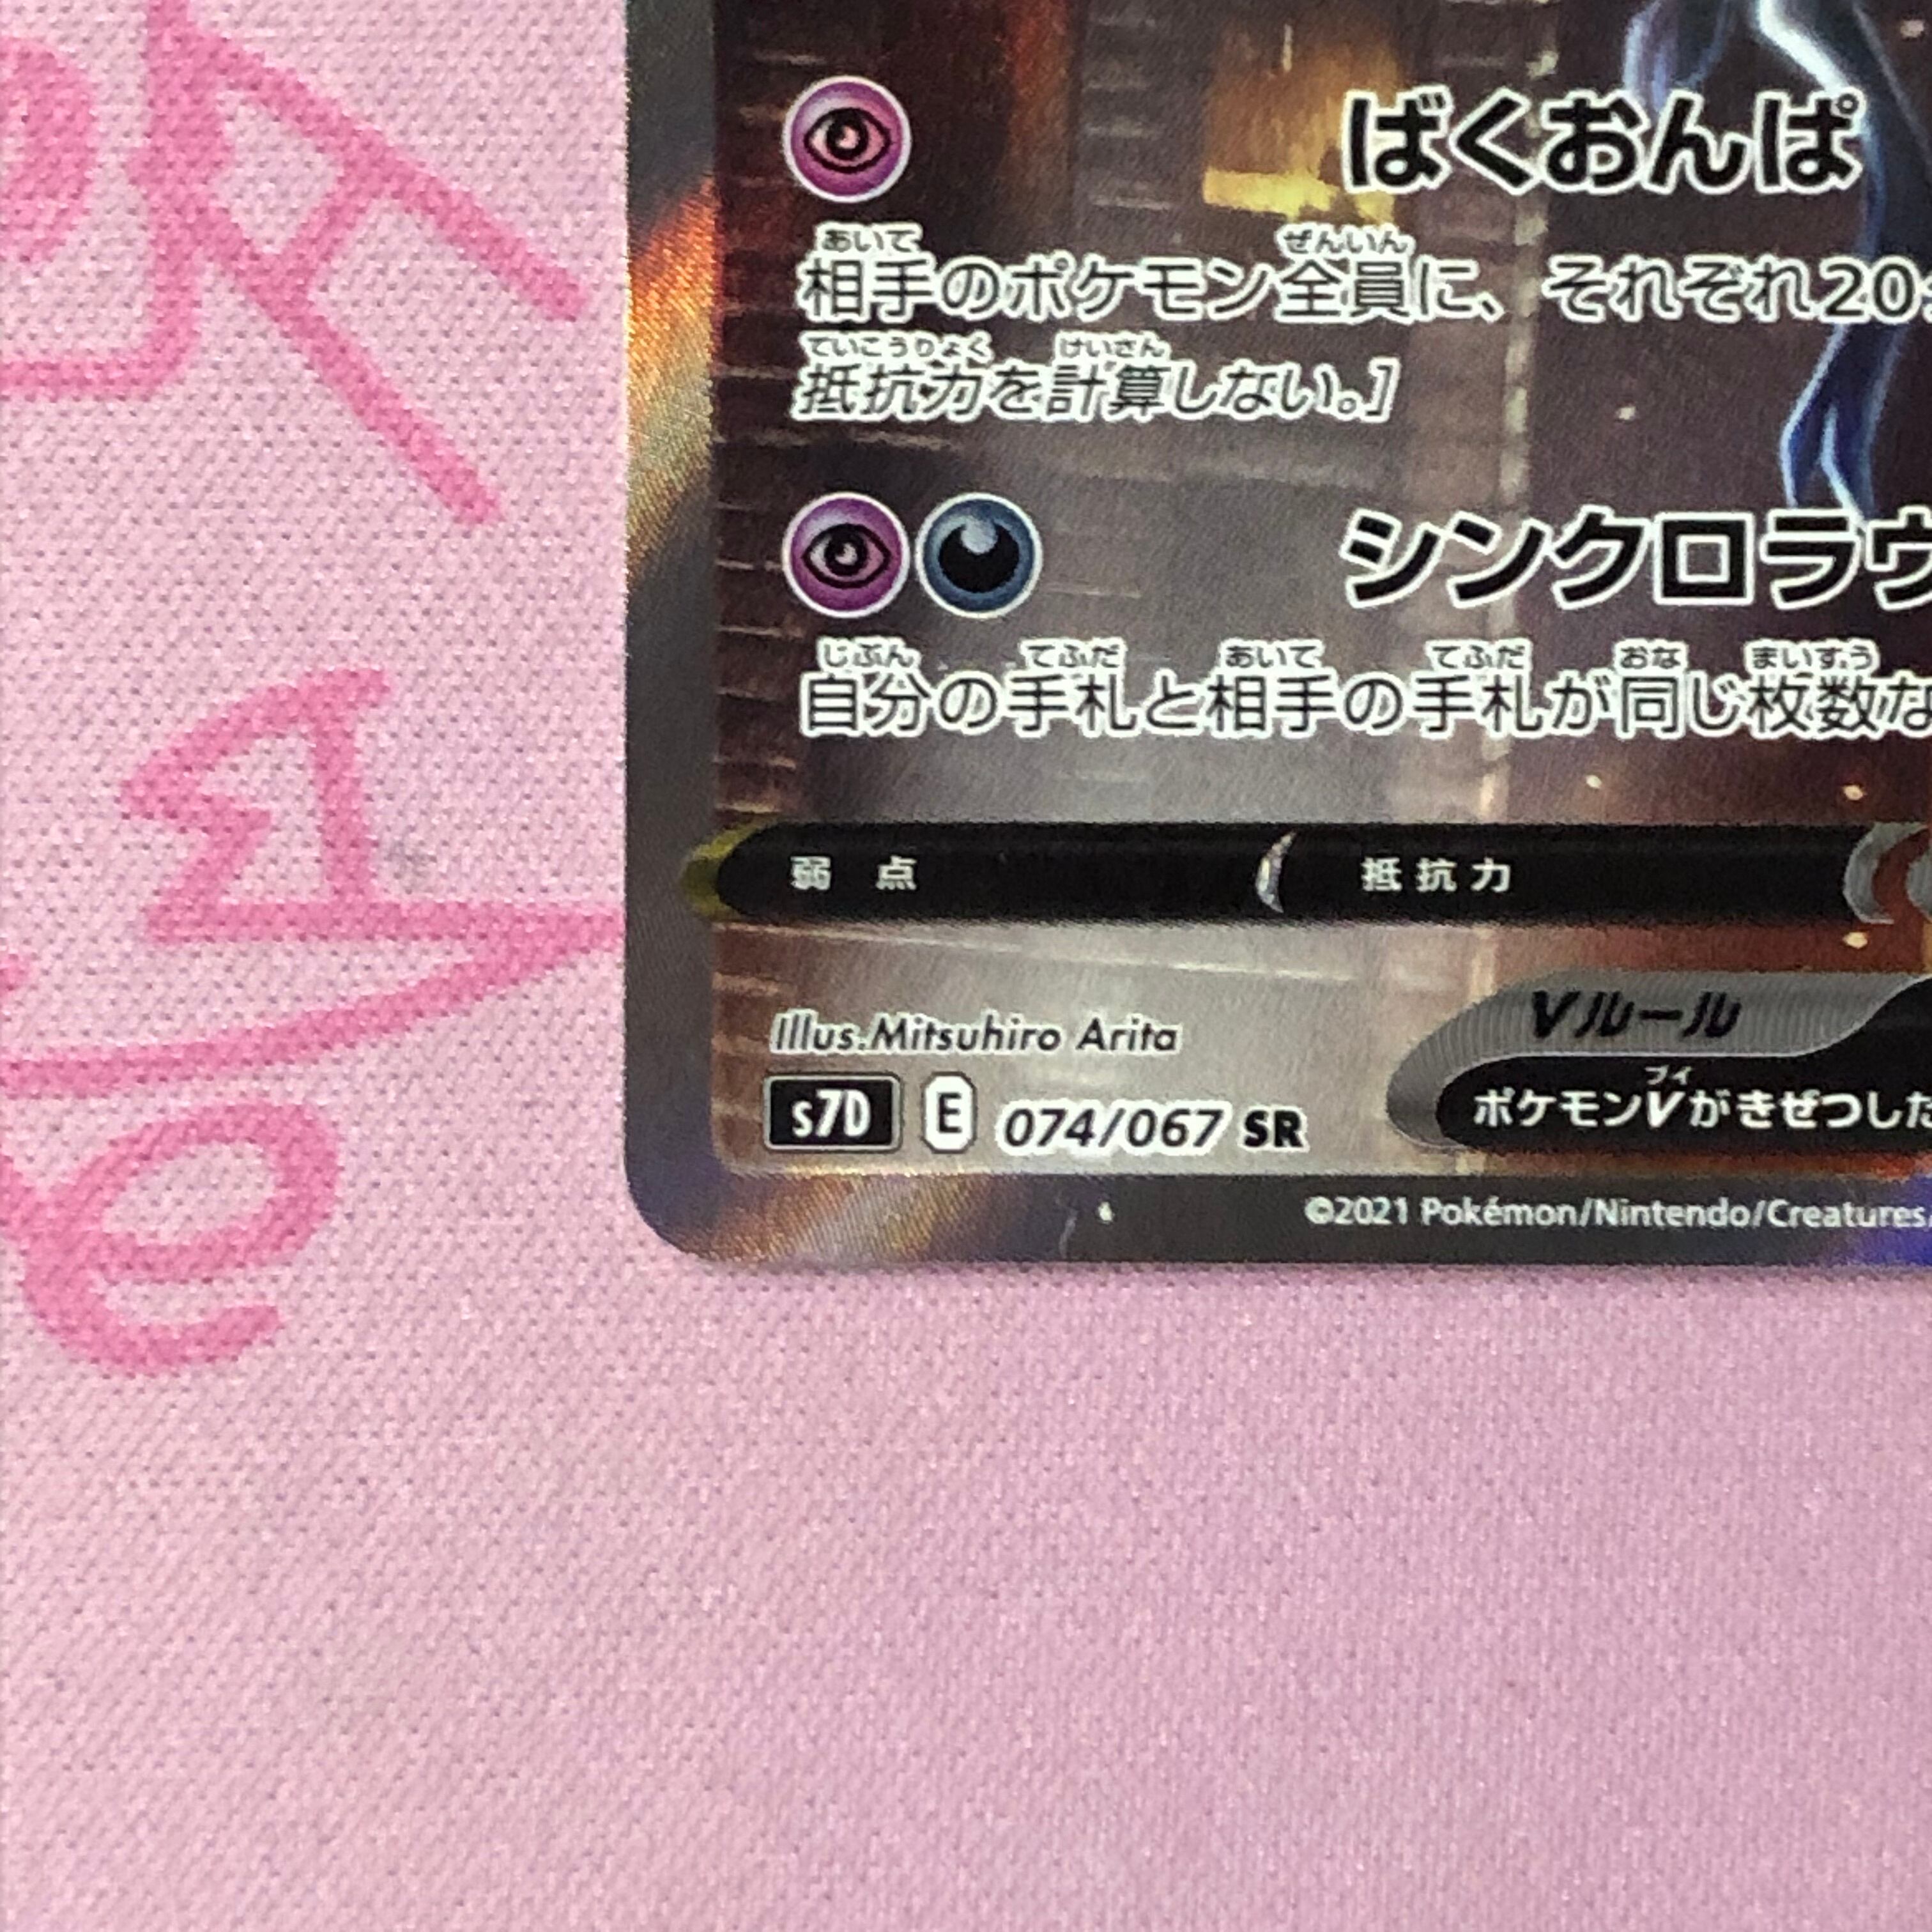 ばくおんぱ
あいて ぜんいん
相手のポケモン全員に、それぞれ20
ていこうりょく けいさん
抵抗力を計算しない。]
シンクロラウ
じぶん てふだ あいて てふだ おな まいすう
自分の手札と相手の手札が同じ枚数な
弱点 抵抗力
Illus.Mitsuhiro Arita
Vルール
s7D E 074/067 SR
ブイ
ポケモンVがきぜつした
©2021 Pokémon/Nintendo/Creatures/